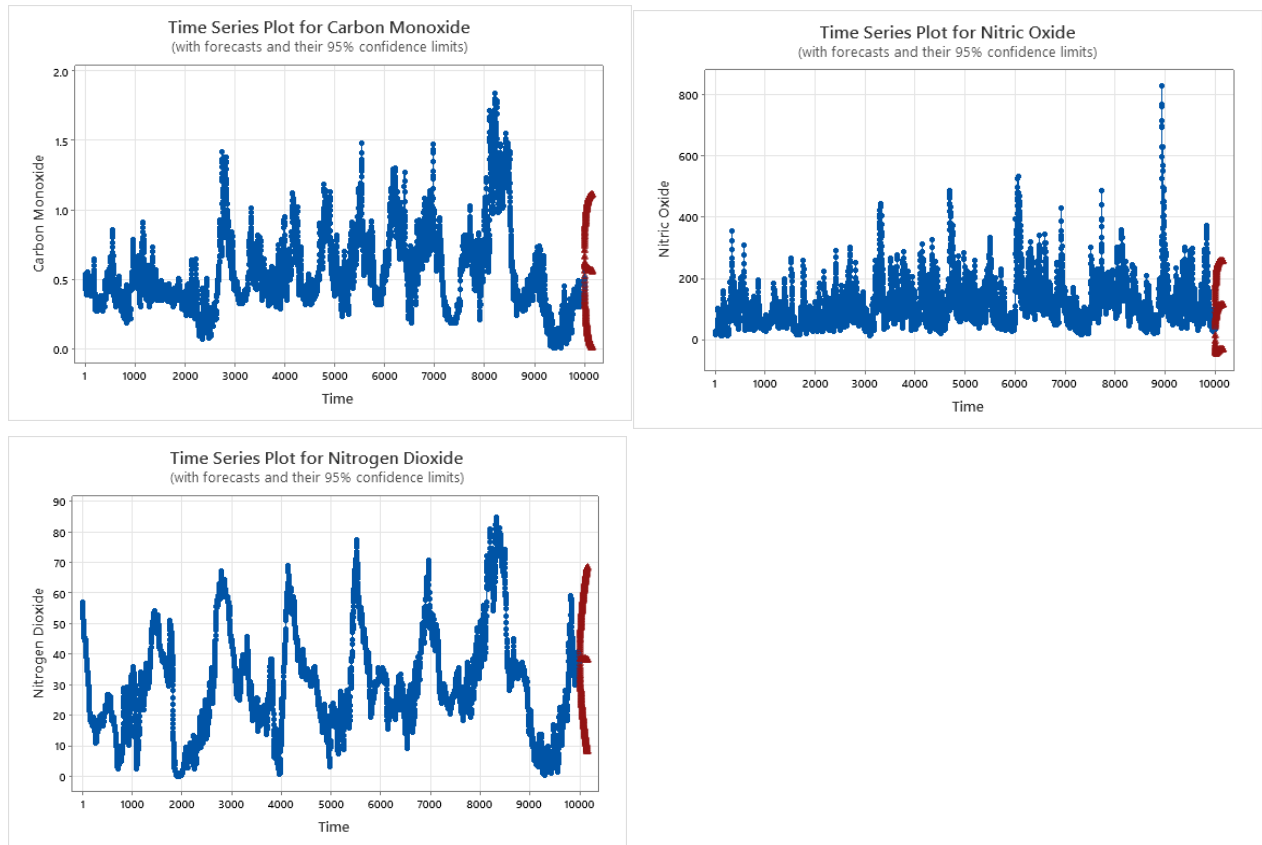 Time Series Plot for Carbon Monoxide
(with forecasts and their 95% confidence limits)
2.0
1.5
1.0
0.5
0.0
Carbon Monoxide
1 1000 2000 3000 4000 5000 6000 7000 8000 9000 10000
Time
Time Series Plot for Nitric Oxide
(with forecasts and their 95% confidence limits)
800
600
400
200
0
Nitric Oxide
1 1000 2000 3000 4000 5000 6000 7000 8000 9000 10000
Time
Time Series Plot for Nitrogen Dioxide
(with forecasts and their 95% confidence limits)
90
80
70
60
50
40
30
20
10
0
Nitrogen Dioxide
1 1000 2000 3000 4000 5000 6000 7000 8000 9000 10000
Time